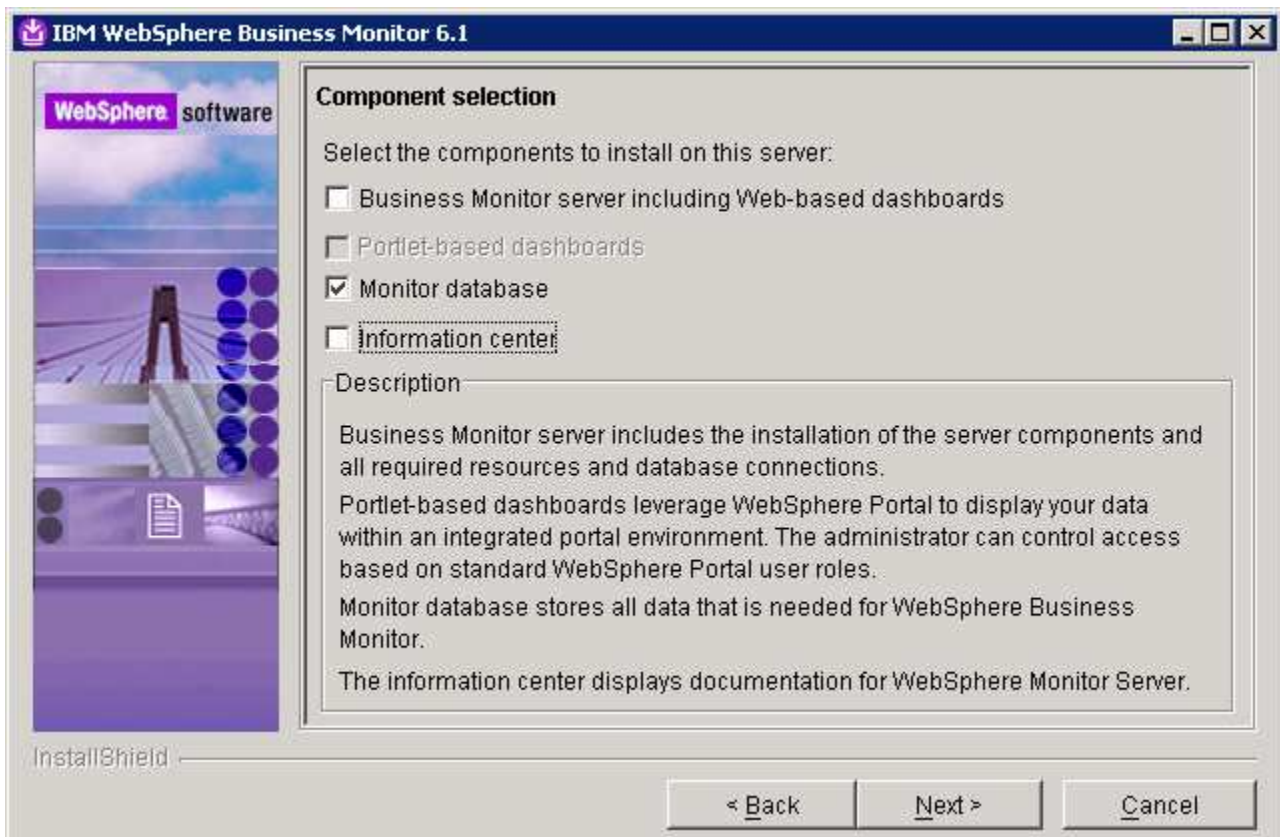 IBM WebSphere Business Monitor 6.1
WebSphere software
Component selection
Select the components to install on this server:
Business Monitor server including Web-based dashboards
Portlet-based dashboards
Monitor database
Information center
Description
Business Monitor server includes the installation of the server components and
all required resources and database connections.
Portlet-based dashboards leverage WebSphere Portal to display your data
within an integrated portal environment. The administrator can control access
based on standard WebSphere Portal user roles.
Monitor database stores all data that is needed for WebSphere Business
Monitor.
The information center displays documentation for WebSphere Monitor Server.
InstallShield
< Back
Next >
Cancel